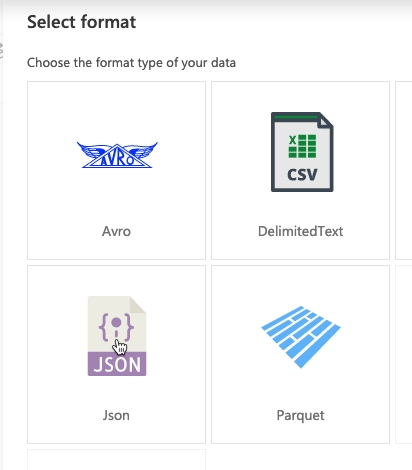 Select format
Choose the format type of your data
AVRO
X
CSV
Avro
DelimitedText
JSON
Json
Parquet